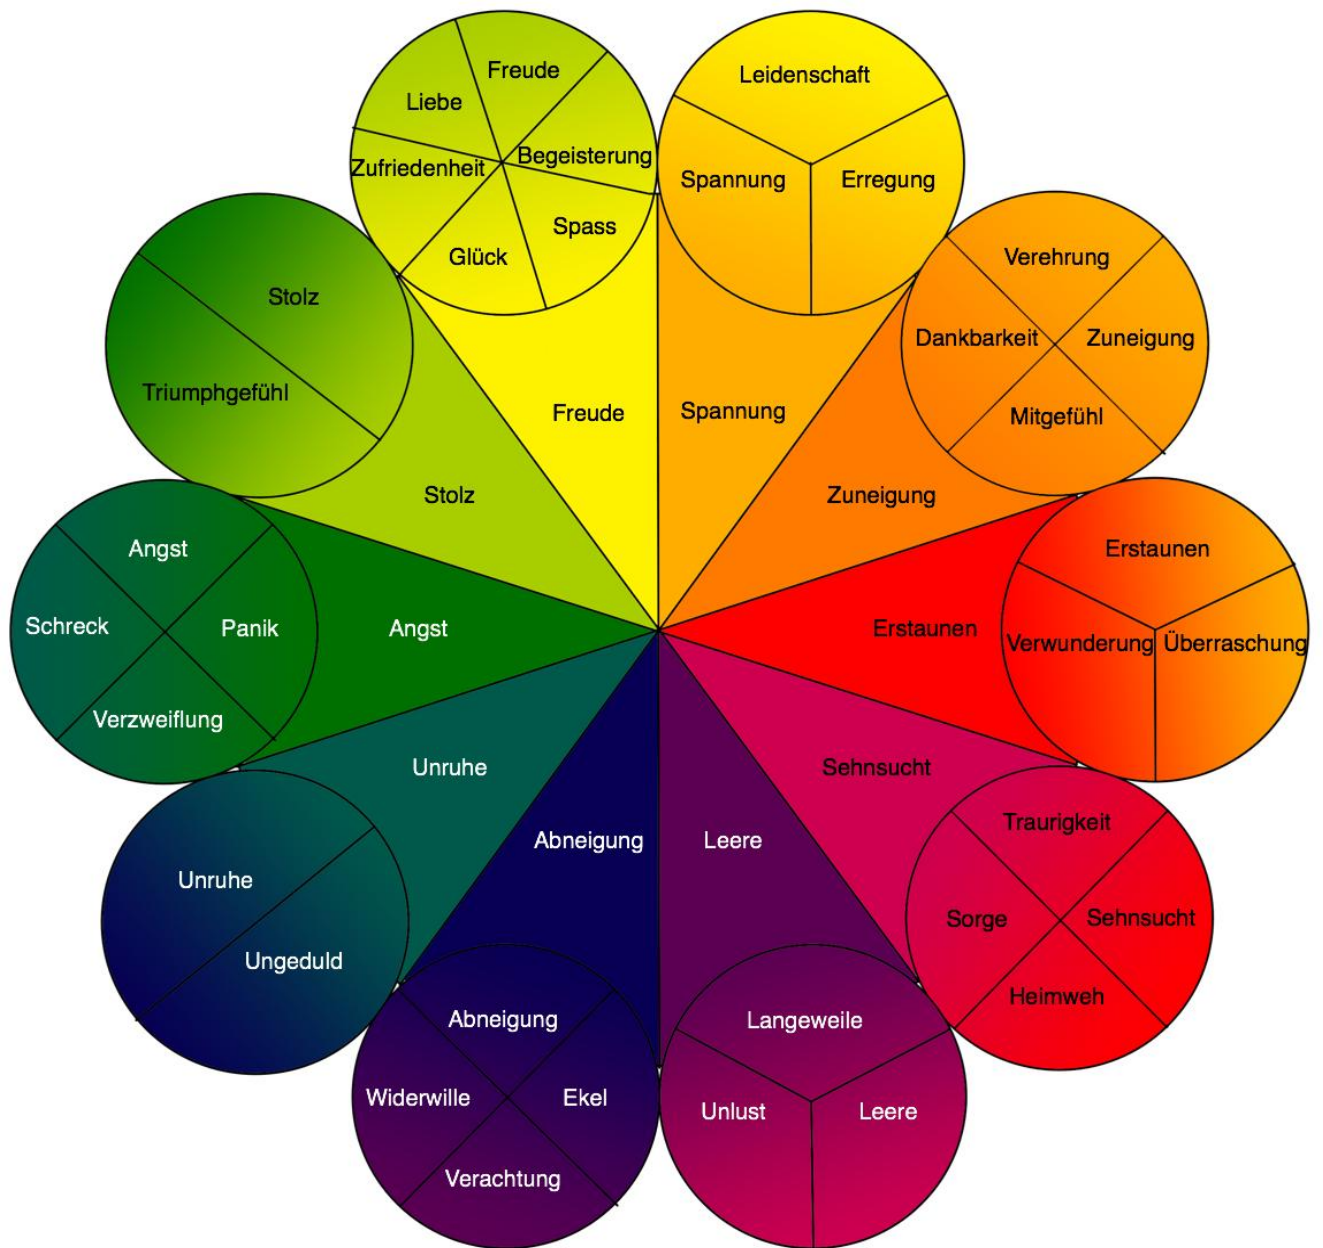 Freude
Liebe
Zufriedenheit
Begeisterung
Glück
Spass
Leidenschaft
Spannung
Erregung
Verehrung
Dankbarkeit
Zuneigung
Mitgefühl
Erstaunen
Verwunderung
Überraschung
Traurigkeit
Sorge
Sehnsucht
Heimweh
Langeweile
Unlust
Leere
Abneigung
Widerwille
Ekel
Verachtung
Unruhe
Ungeduld
Angst
Schreck
Panik
Verzweiflung
Stolz
Triumphgefühl
Freude
Spannung
Zuneigung
Erstaunen
Sehnsucht
Leere
Abneigung
Unruhe
Angst
Stolz